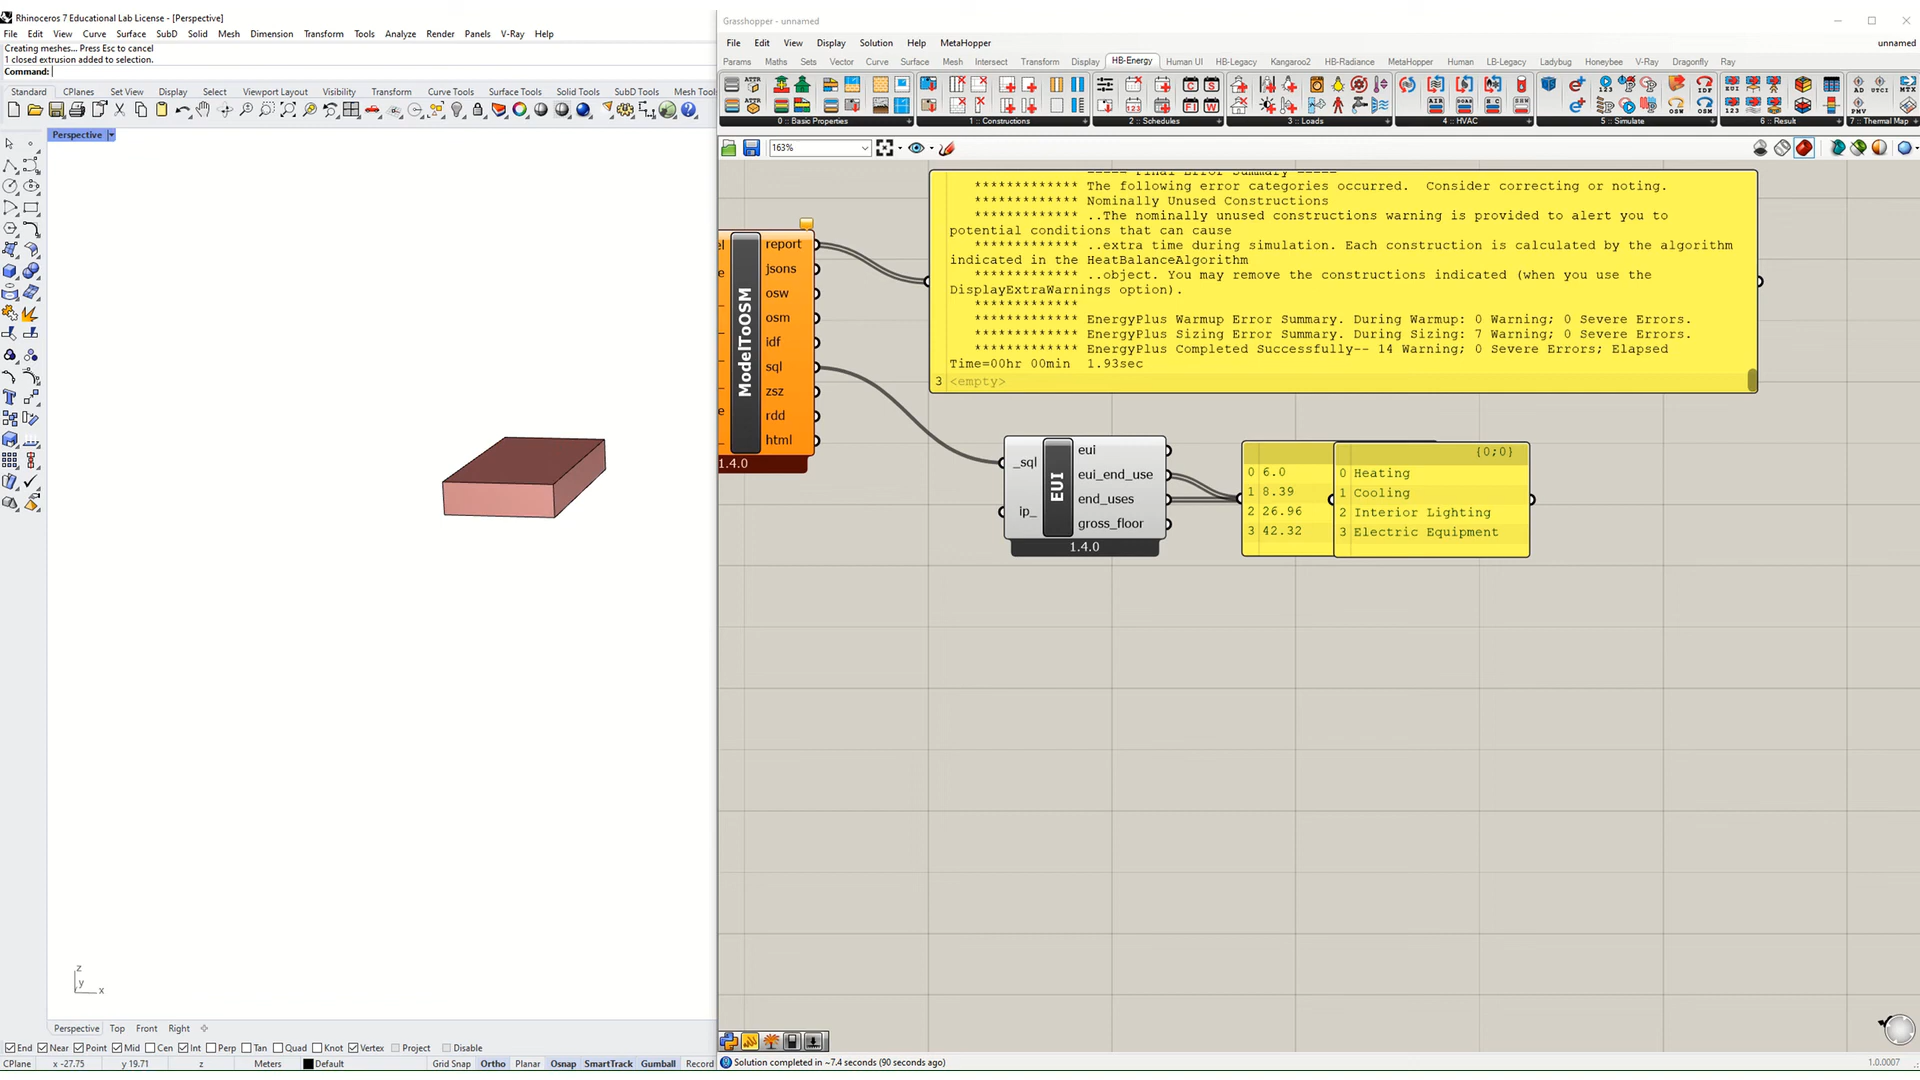 Rhinoceros 7 Educational Lab License - [Perspective]
File Edit View Curve Surface SubD Solid Mesh Dimension Transform Tools Analyze Render Panels V-Ray Help
Creating meshes... Press Esc to cancel
1 closed extrusion added to selection.
Command:
Standard CPlanes Set View Display Select Viewport Layout Visibility Transform Curve Tools Surface Tools Solid Tools SubD Tools Mesh Tools
Perspective
z
y
x
Perspective Top Front Right
End Near Point Mid Cen Int Perp Tan Quad Knot Vertex Project Disable
CPlane x -27.75 y 19.71 z Meters Default Grid Snap Ortho Planar Osnap SmartTrack Gumball Record
Grasshopper - unnamed
File Edit View Display Solution Help MetaHopper
unnamed
Params Maths Sets Vector Curve Surface Mesh Intersect Transform Display HB-Energy Human UI HB-Legacy Kangaroo2 HB-Radiance MetaHopper Human LB-Legacy Ladybug Honeybee V-Ray Dragonfly Ray
0 :: Basic Properties 1 :: Constructions 2 :: Schedules 3 :: Loads 4 :: HVAC 5 :: Simulate 6 :: Result 7 :: Thermal Map
163%
===== Final Error Summary =====
************* The following error categories occurred.  Consider correcting or noting.
************* Nominally Unused Constructions
************* ..The nominally unused constructions warning is provided to alert you to
potential conditions that can cause
************* ..extra time during simulation. Each construction is calculated by the algorithm
indicated in the HeatBalanceAlgorithm
************* ..object. You may remove the constructions indicated (when you use the
DisplayExtraWarnings option).
*************
************* EnergyPlus Warmup Error Summary. During Warmup: 0 Warning; 0 Severe Errors.
************* EnergyPlus Sizing Error Summary. During Sizing: 7 Warning; 0 Severe Errors.
************* EnergyPlus Completed Successfully-- 14 Warning; 0 Severe Errors; Elapsed
Time=00hr 00min  1.93sec
3 <empty>
ModelToOSM
report
jsons
osw
osm
idf
sql
zsz
rdd
html
1.4.0
_sql
ip_
EUI
eui
eui_end_use
end_uses
gross_floor
1.4.0
0 6.0
1 8.39
2 26.96
3 42.32
{0;0}
0 Heating
1 Cooling
2 Interior Lighting
3 Electric Equipment
Solution completed in ~7.4 seconds (90 seconds ago)
1.0.0007